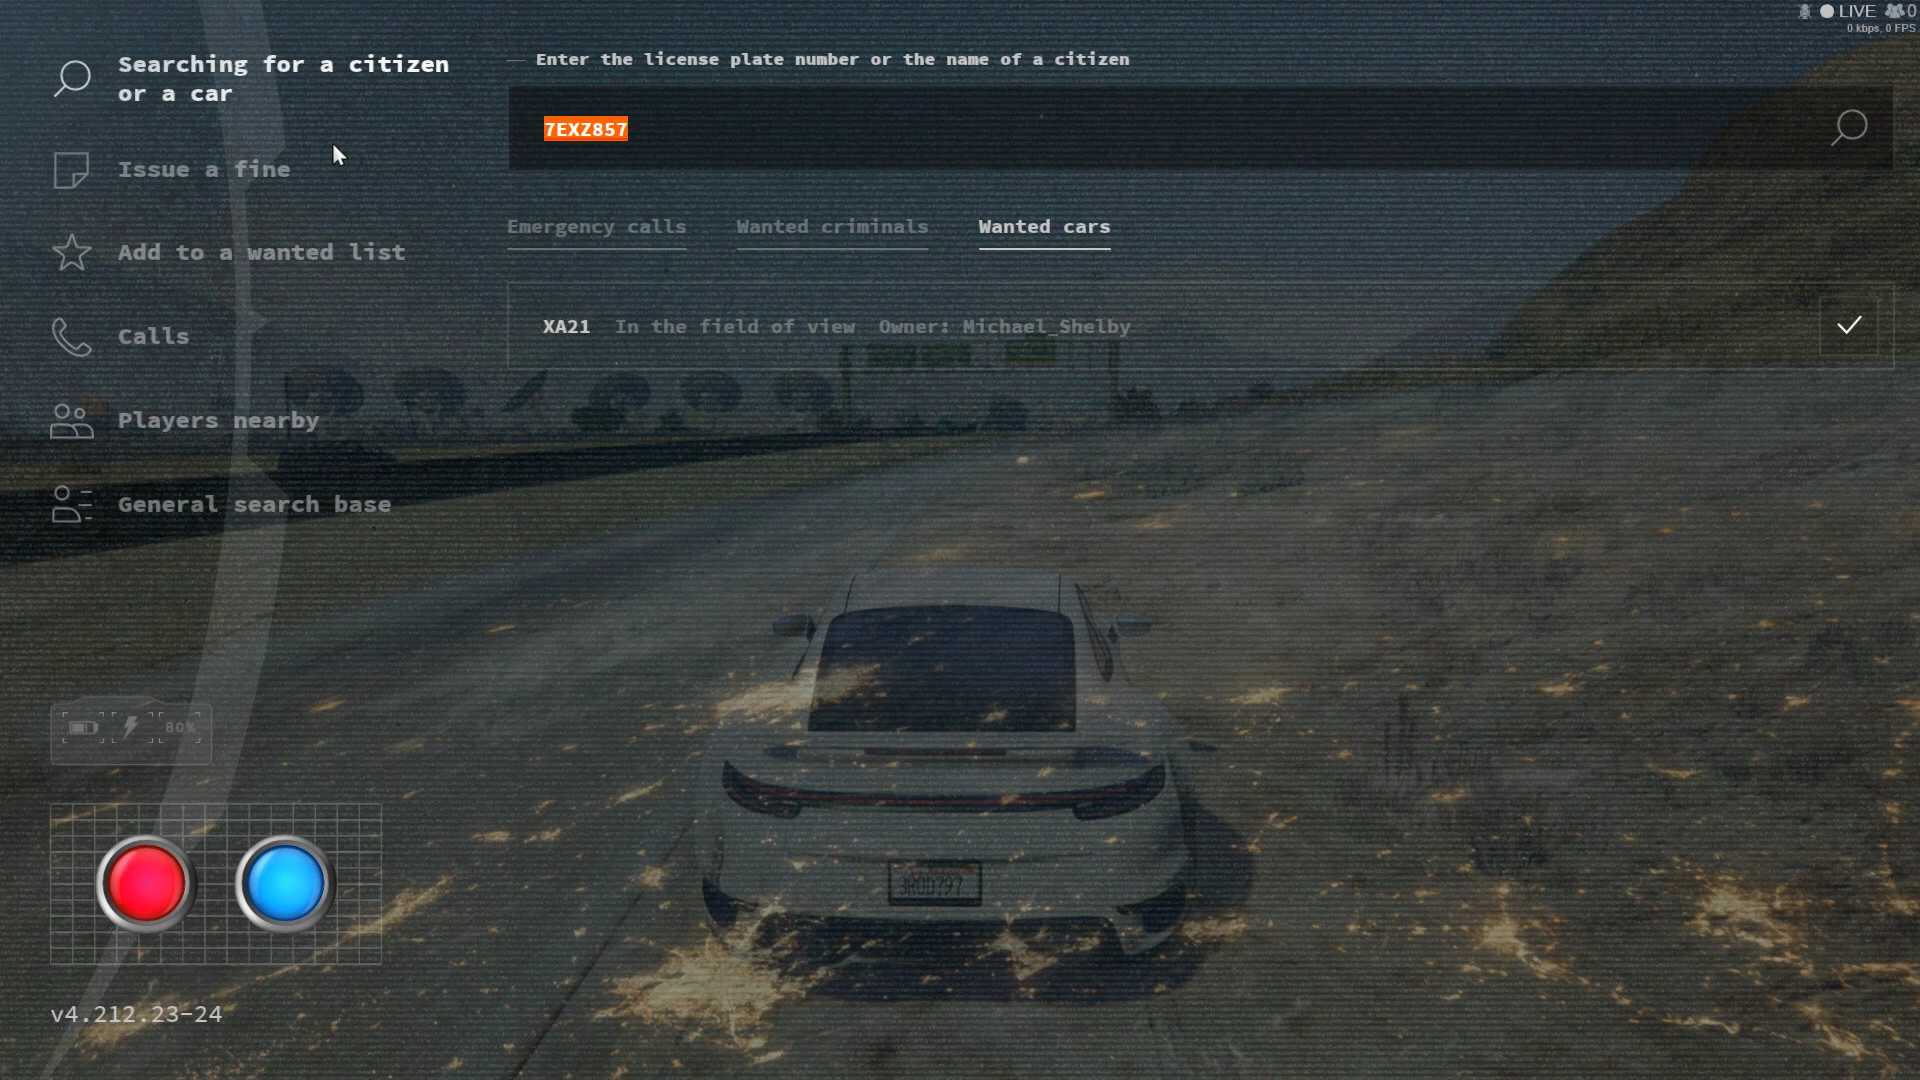 LIVE 0
0 kbps, 0 FPS
Searching for a citizen
or a car
Issue a fine
Add to a wanted list
Calls
Players nearby
General search base
Enter the license plate number or the name of a citizen
7EXZ857
Emergency calls
Wanted criminals
Wanted cars
XA21 In the field of view Owner: Michael_Shelby
80%
3ROD797
v4.212.23-24